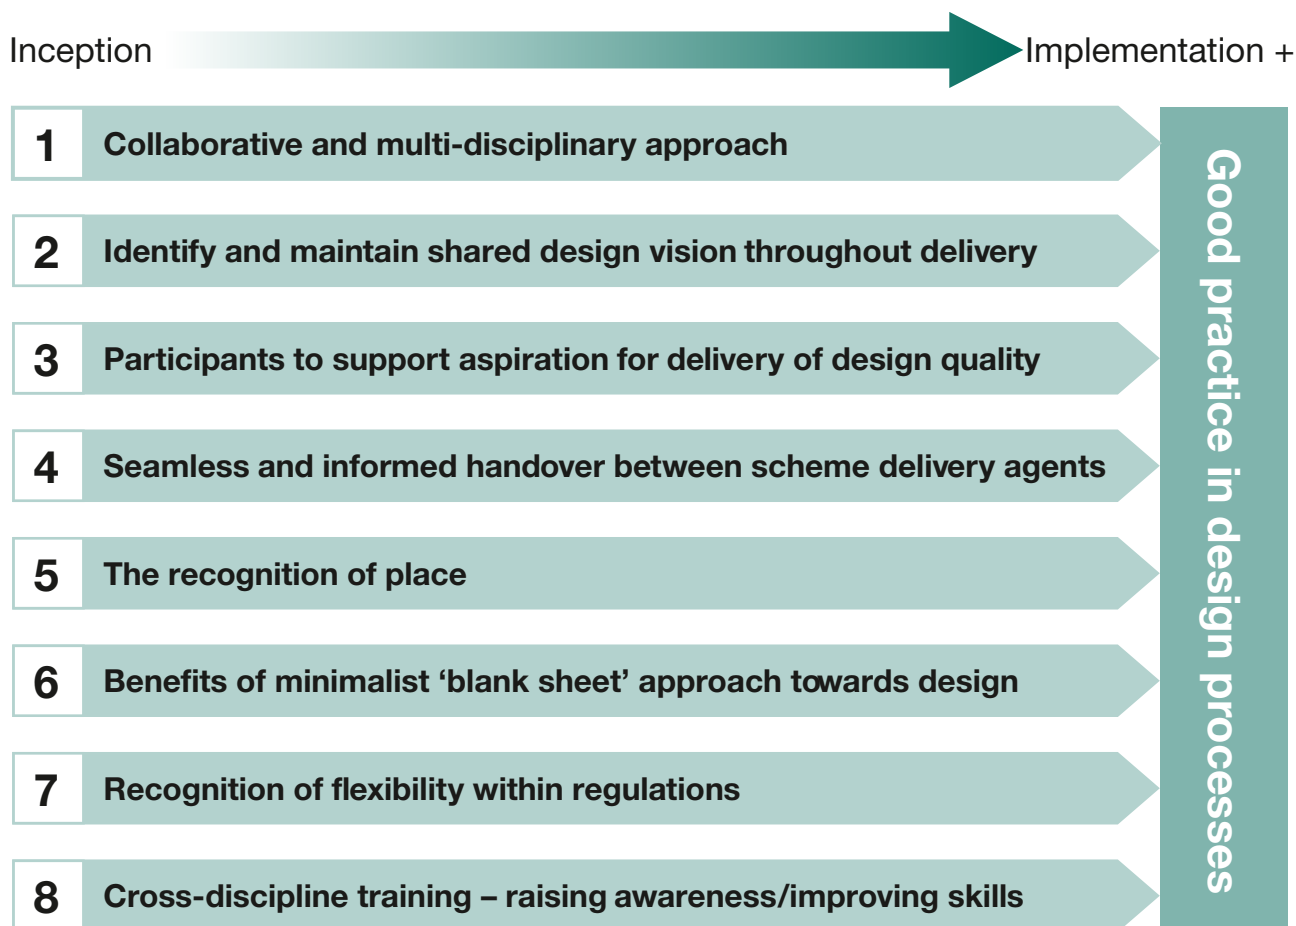 Inception
Implementation +
1
Collaborative and multi-disciplinary approach
2
Identify and maintain shared design vision throughout delivery
3
Participants to support aspiration for delivery of design quality
4
Seamless and informed handover between scheme delivery agents
5
The recognition of place
6
Benefits of minimalist ‘blank sheet’ approach towards design
7
Recognition of flexibility within regulations
8
Cross-discipline training – raising awareness/improving skills
Good practice in design processes